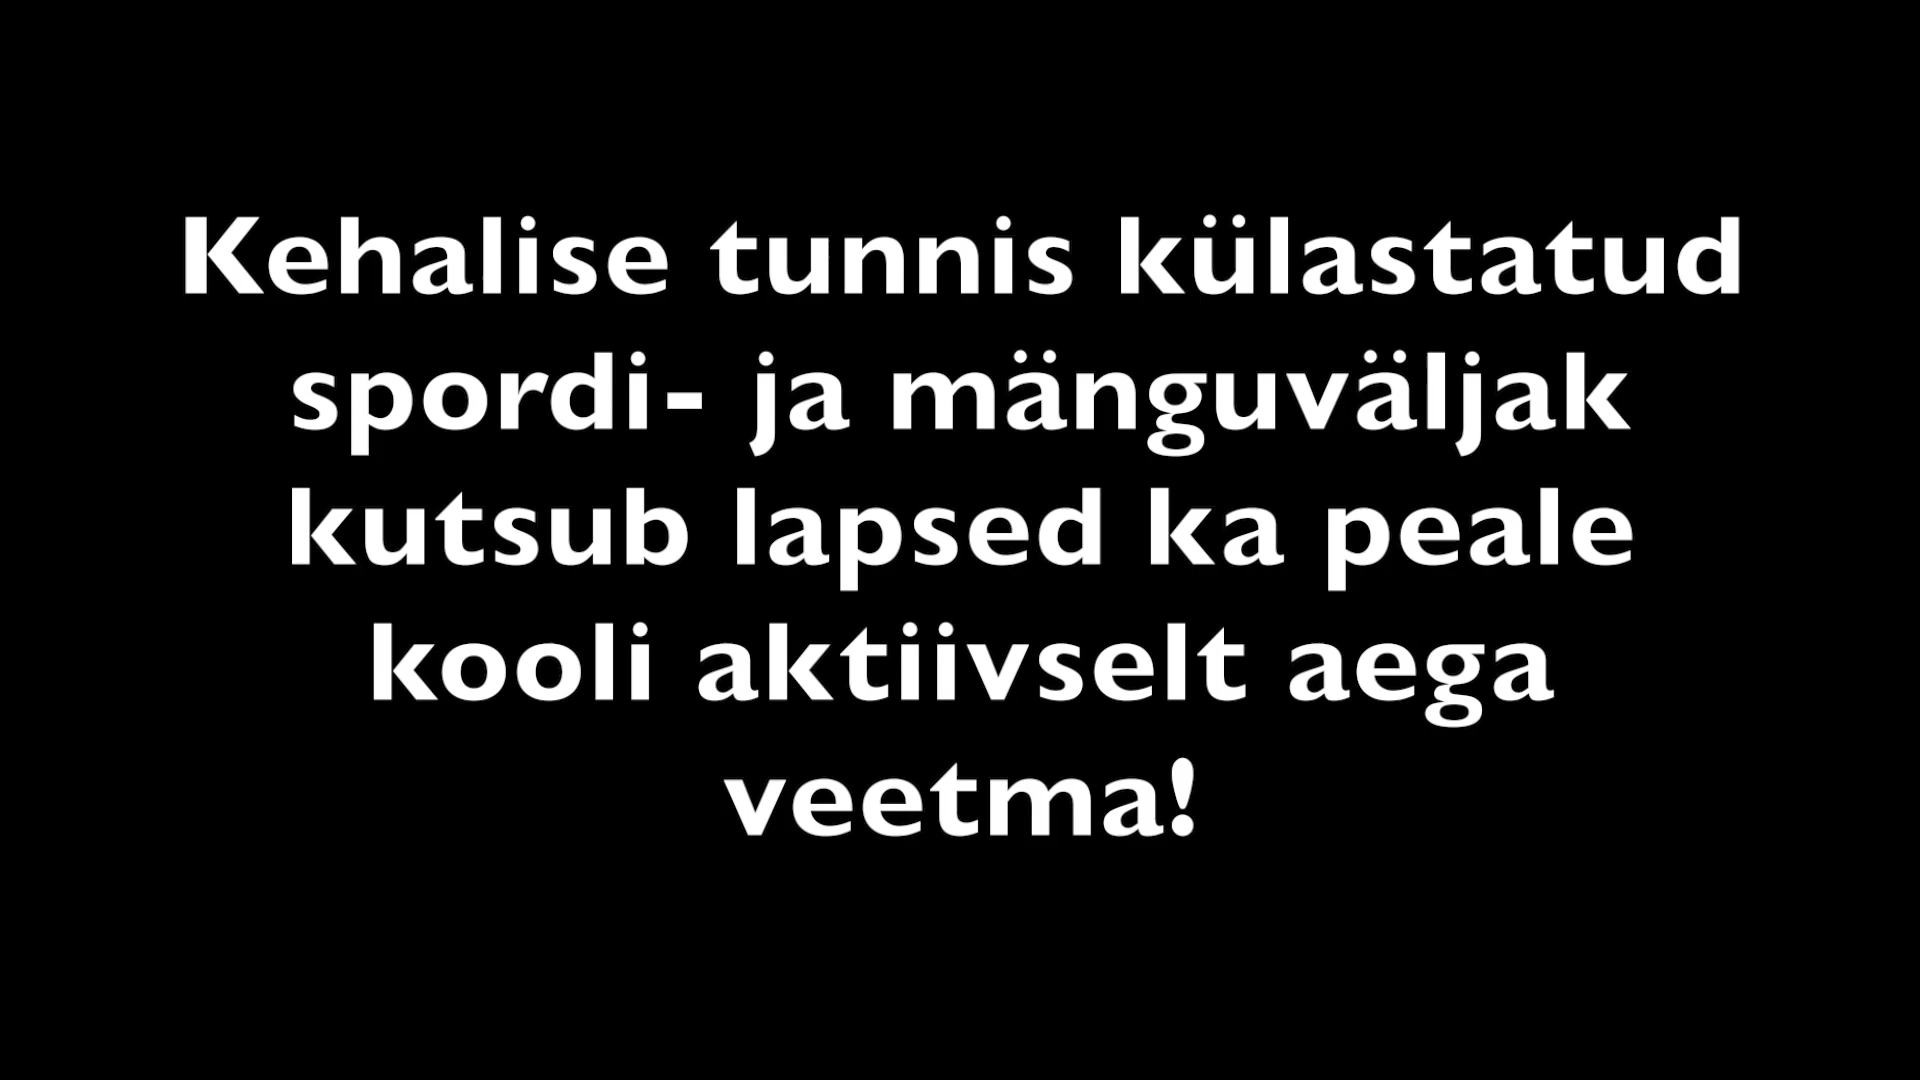 Kehalise tunnis külastatud
spordi- ja mänguväljak
kutsub lapsed ka peale
kooli aktiivselt aega
veetma!